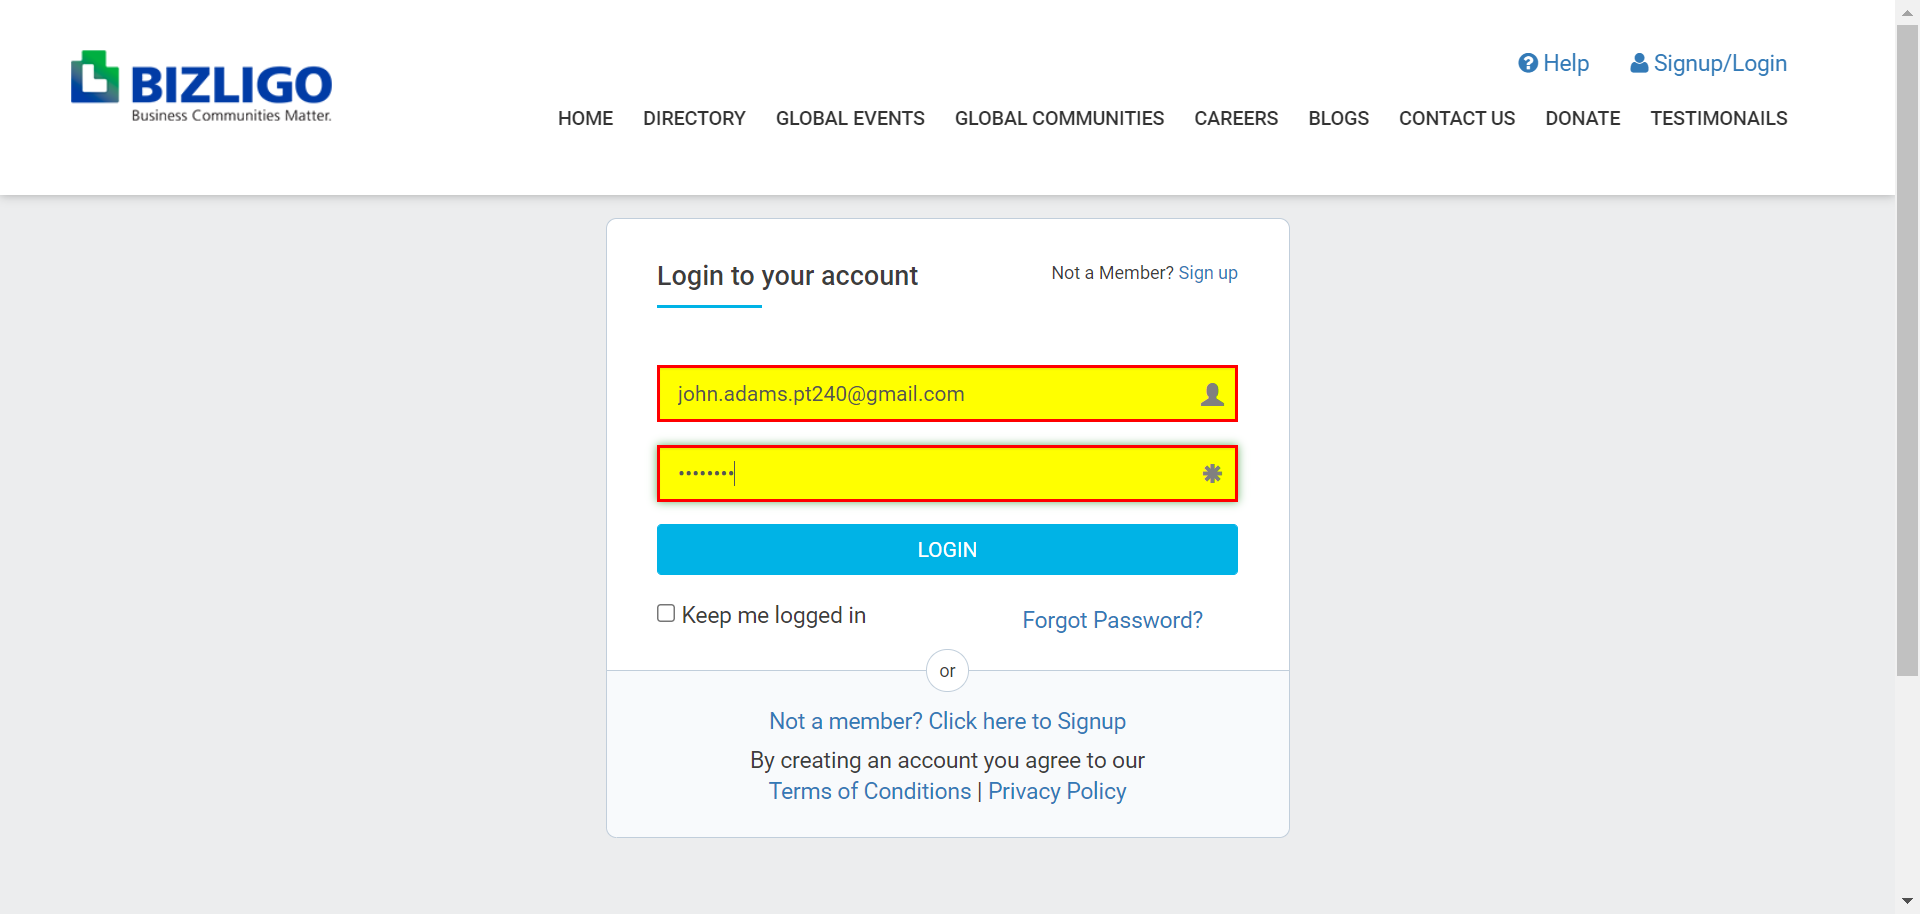 BIZLIGO
Business Communities Matter.
Help Signup/Login
HOME DIRECTORY GLOBAL EVENTS GLOBAL COMMUNITIES CAREERS BLOGS CONTACT US DONATE TESTIMONAILS
Login to your account
Not a Member? Sign up
john.adams.pt240@gmail.com
••••••••
LOGIN
Keep me logged in
Forgot Password?
or
Not a member? Click here to Signup
By creating an account you agree to our
Terms of Conditions | Privacy Policy